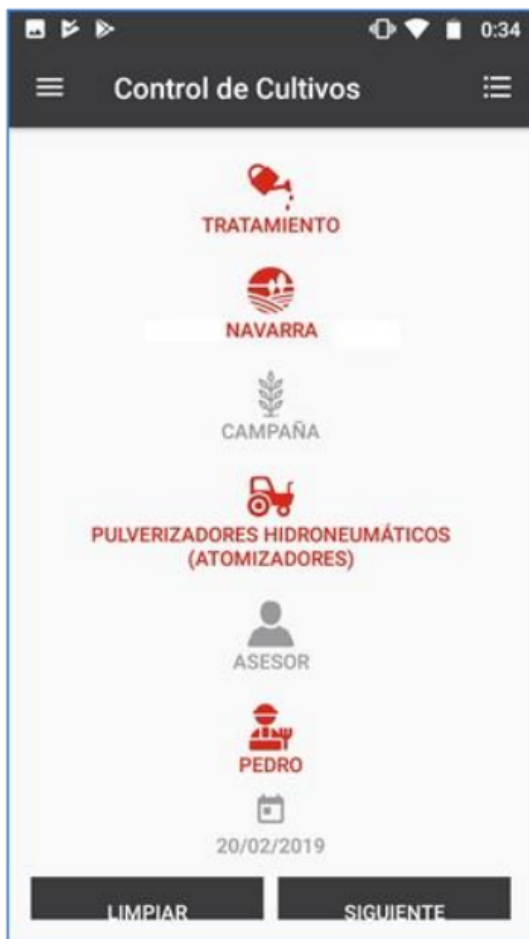 0:34
Control de Cultivos
TRATAMIENTO
NAVARRA
CAMPAÑA
PULVERIZADORES HIDRONEUMÁTICOS
(ATOMIZADORES)
ASESOR
PEDRO
20/02/2019
LIMPIAR
SIGUIENTE